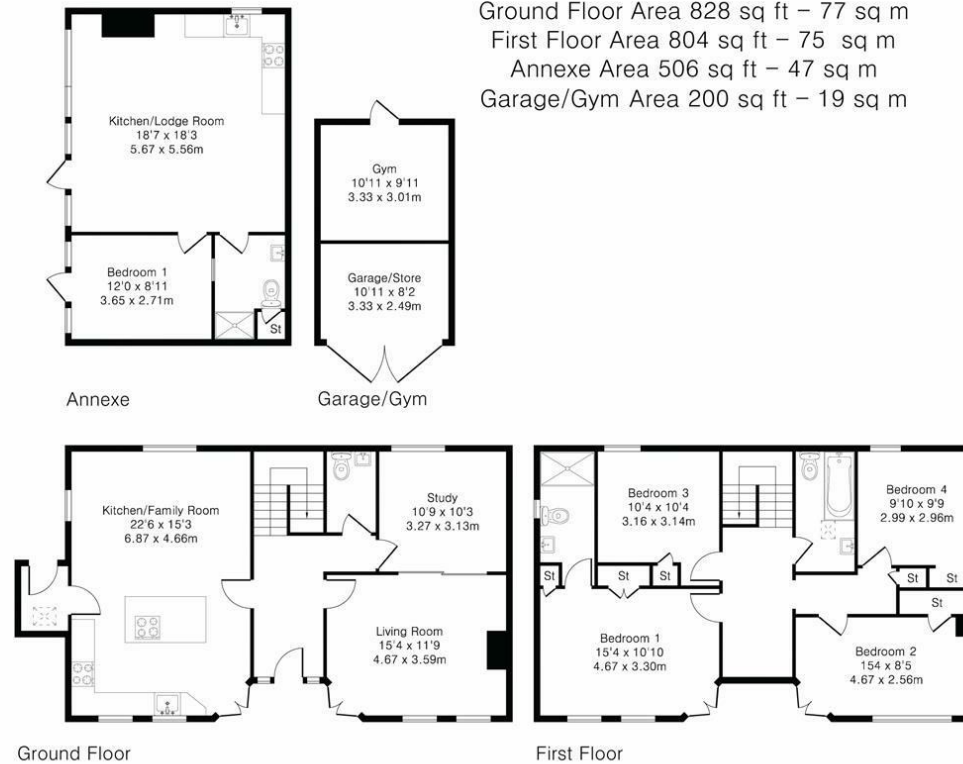 Ground Floor Area 828 sq ft – 77 sq m
First Floor Area 804 sq ft – 75 sq m
Annexe Area 506 sq ft – 47 sq m
Garage/Gym Area 200 sq ft – 19 sq m
Kitchen/Lodge Room
18'7 x 18'3
5.67 x 5.56m
Bedroom 1
12'0 x 8'11
3.65 x 2.71m
St
Annexe
Gym
10'11 x 9'11
3.33 x 3.01m
Garage/Store
10'11 x 8'2
3.33 x 2.49m
Garage/Gym
Kitchen/Family Room
22'6 x 15'3
6.87 x 4.66m
Study
10'9 x 10'3
3.27 x 3.13m
Living Room
15'4 x 11'9
4.67 x 3.59m
Ground Floor
Bedroom 3
10'4 x 10'4
3.16 x 3.14m
Bedroom 4
9'10 x 9'9
2.99 x 2.96m
St
St
St
St
St
St
Bedroom 1
15'4 x 10'10
4.67 x 3.30m
Bedroom 2
154 x 8'5
4.67 x 2.56m
First Floor